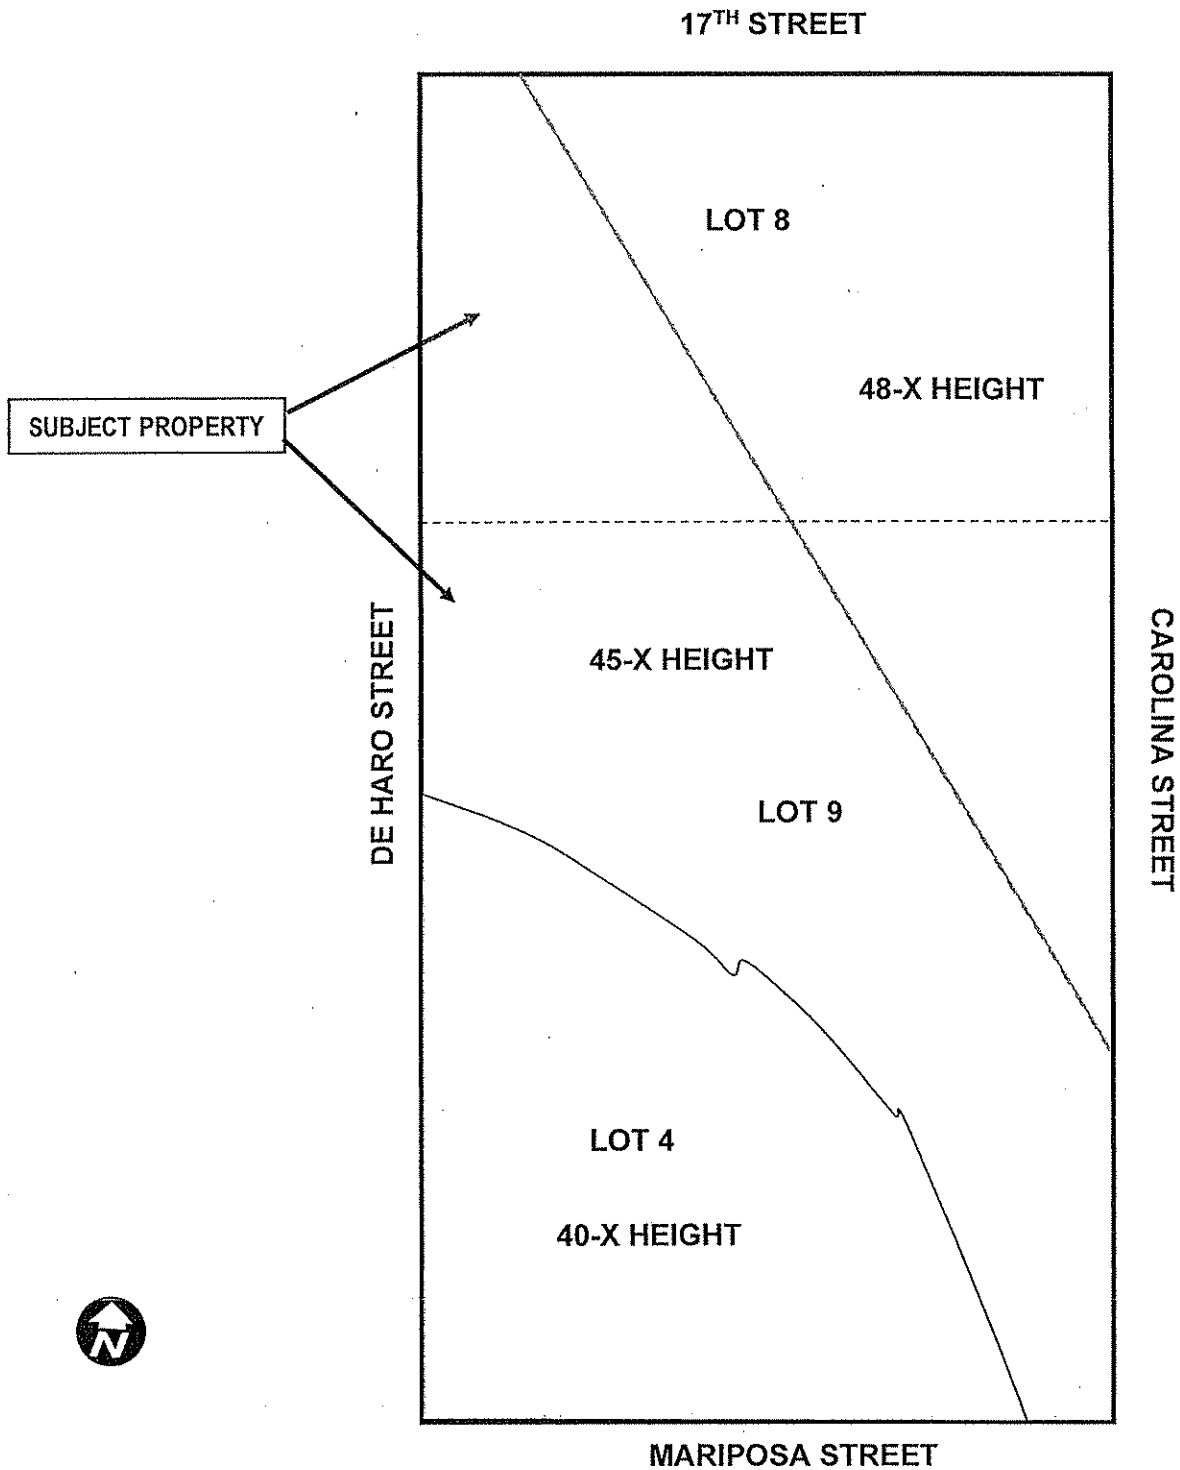 17TH STREET
LOT 8
48-X HEIGHT
SUBJECT PROPERTY
45-X HEIGHT
DE HARO STREET
CAROLINA STREET
LOT 9
LOT 4
40-X HEIGHT
N
MARIPOSA STREET